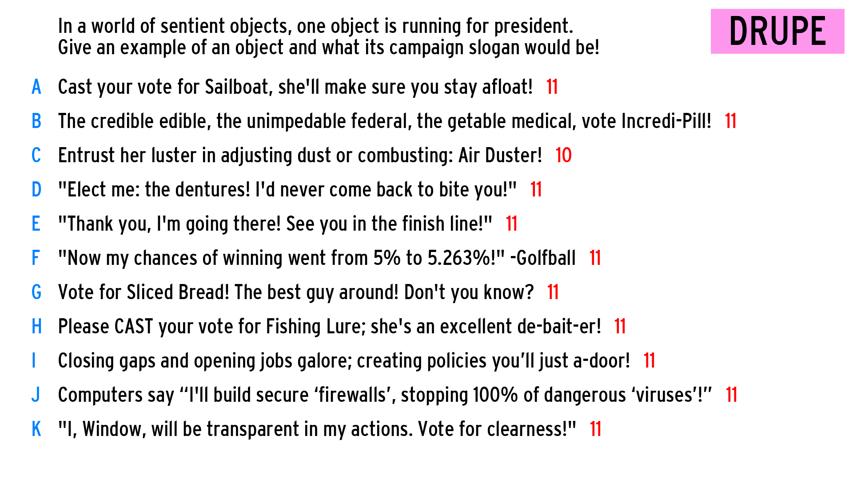 In a world of sentient objects, one object is running for president.
Give an example of an object and what its campaign slogan would be!
DRUPE
A Cast your vote for Sailboat, she'll make sure you stay afloat! 11
B The credible edible, the unimpedable federal, the getable medical, vote Incredi-Pill! 11
C Entrust her luster in adjusting dust or combusting: Air Duster! 10
D "Elect me: the dentures! I'd never come back to bite you!" 11
E "Thank you, I'm going there! See you in the finish line!" 11
F "Now my chances of winning went from 5% to 5.263%!" -Golfball 11
G Vote for Sliced Bread! The best guy around! Don't you know? 11
H Please CAST your vote for Fishing Lure; she's an excellent de-bait-er! 11
I Closing gaps and opening jobs galore; creating policies you’ll just a-door! 11
J Computers say “I'll build secure ‘firewalls’, stopping 100% of dangerous ‘viruses’!” 11
K "I, Window, will be transparent in my actions. Vote for clearness!" 11